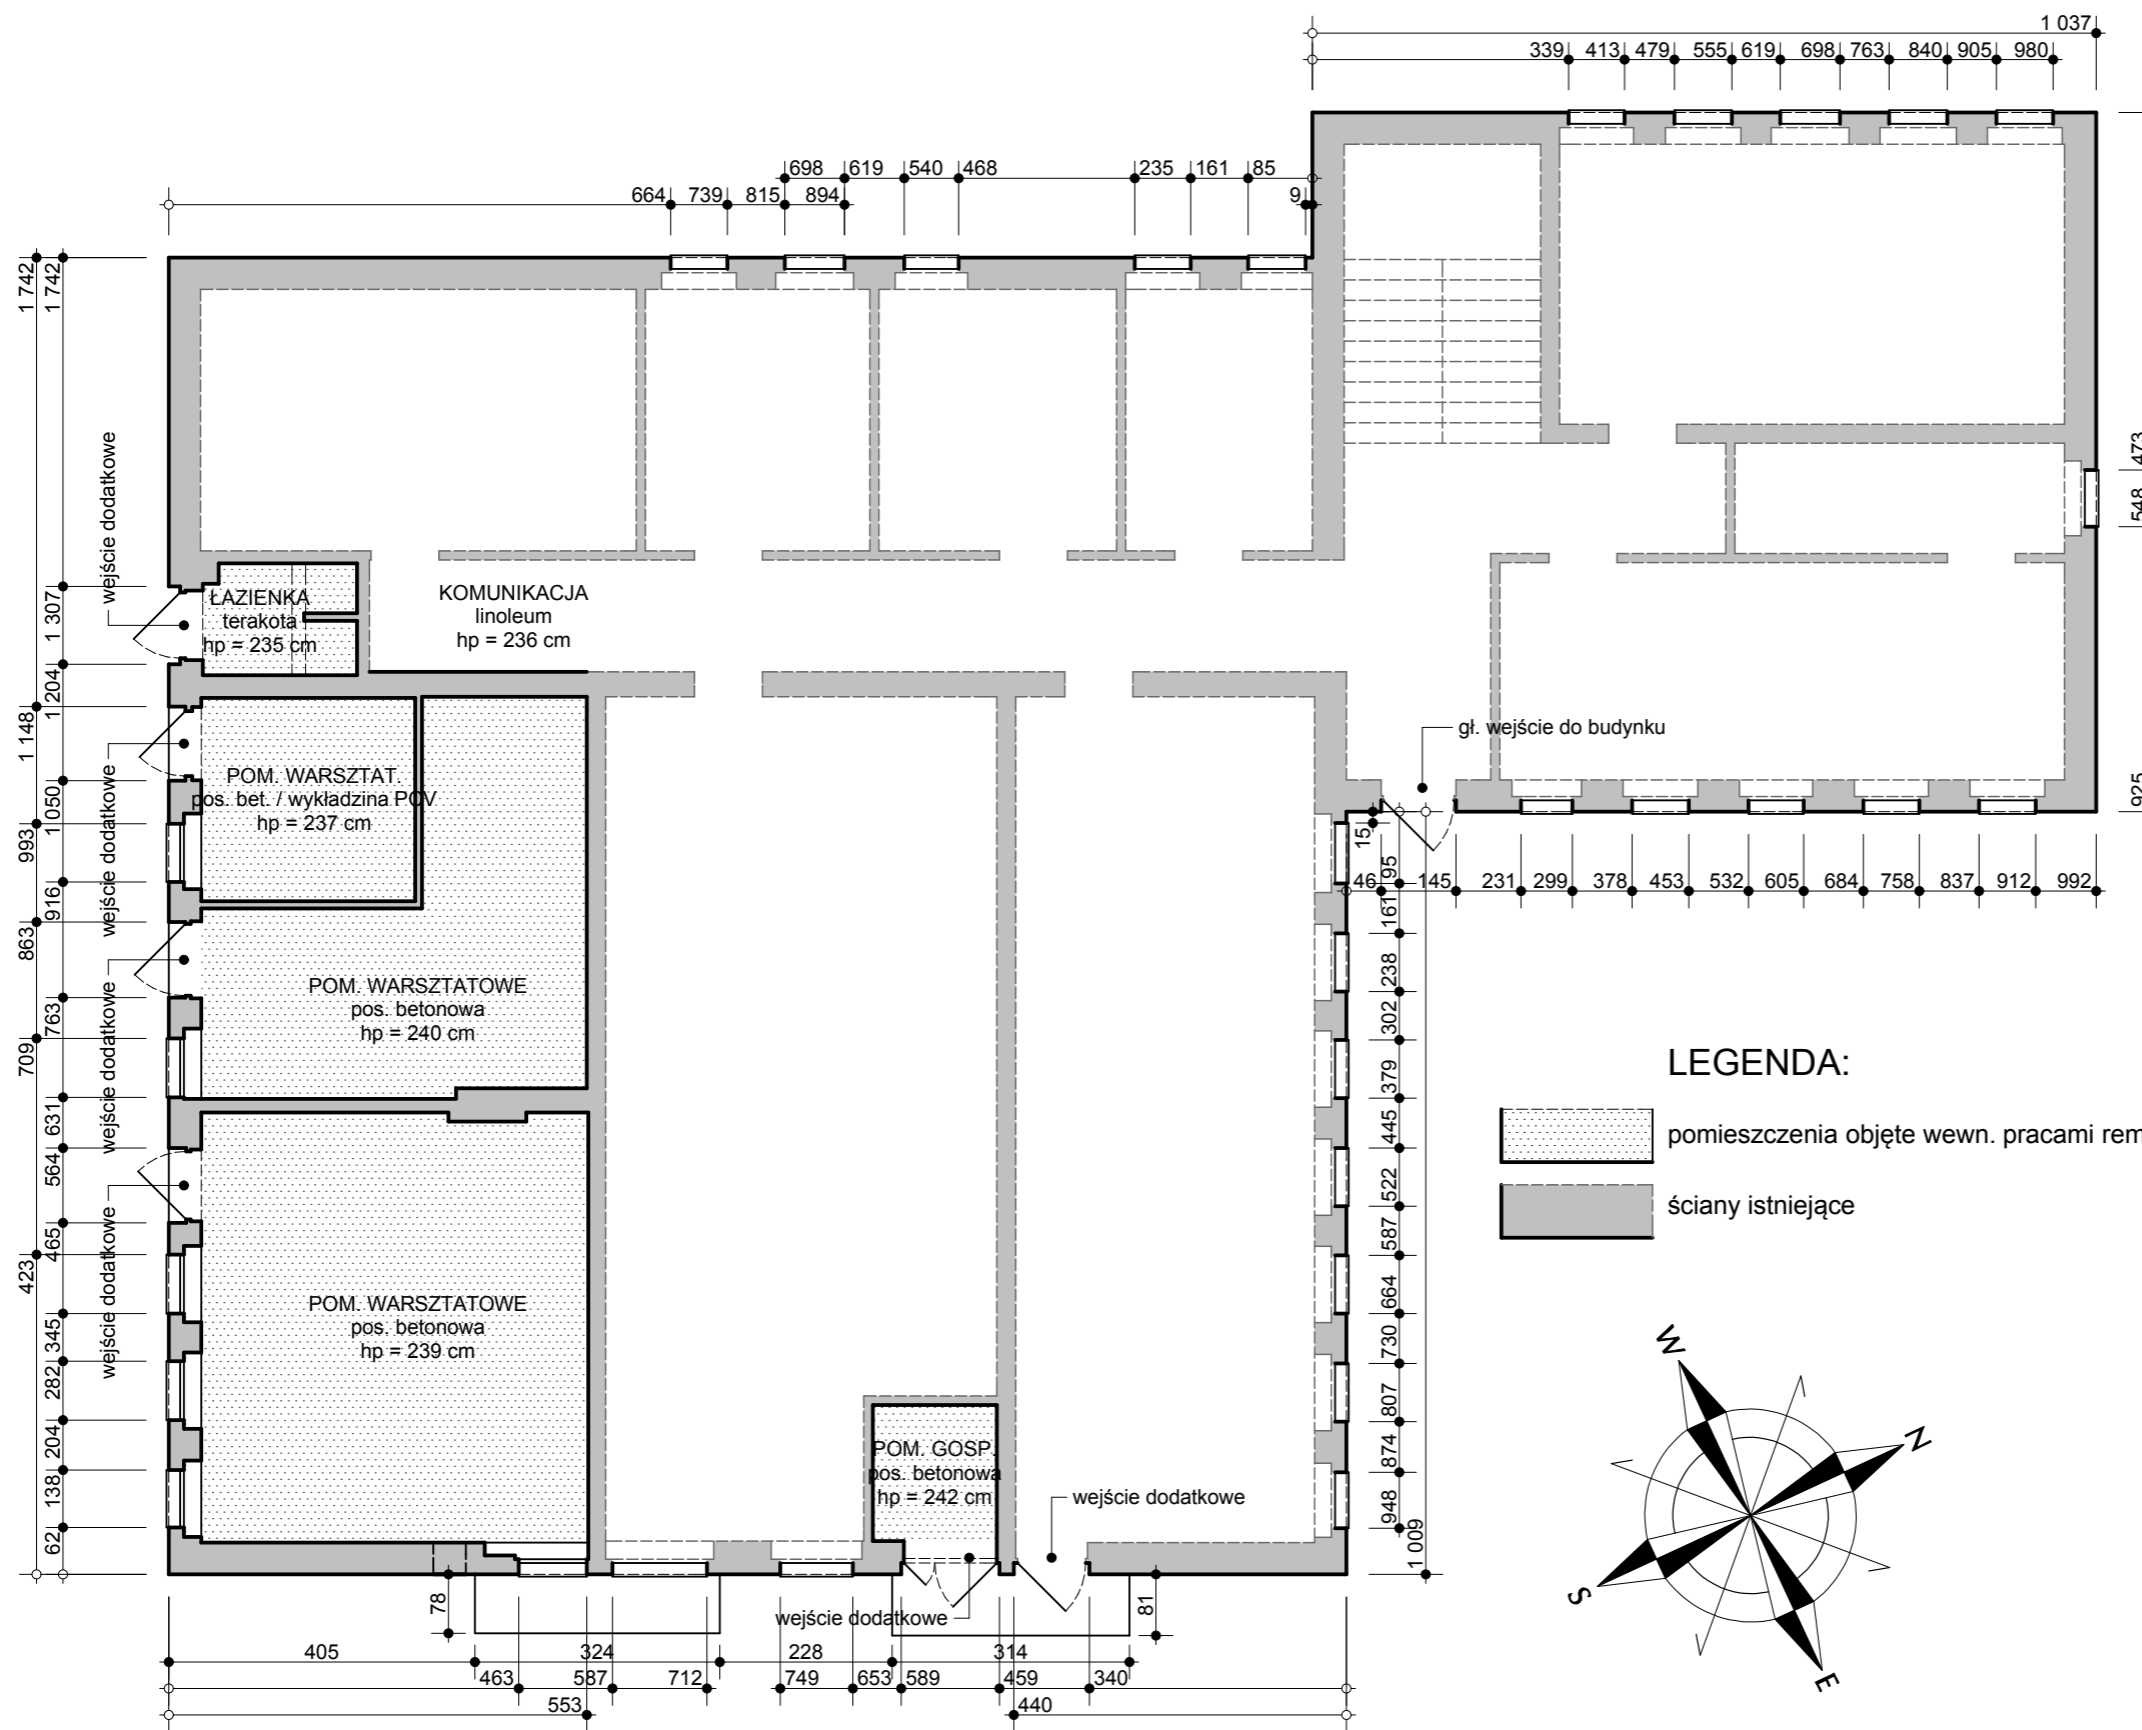 1 037
339 413 479 555 619 698 763 840 905 980
698 619 540 468 235 161 85
664 739 815 894 9
1 742
1 742
1 307
1 204
1 148
1 050
993
916
863
763
709
631
564
465
423
345
282
204
138
62
wejście dodatkowe
wejście dodatkowe
wejście dodatkowe
wejście dodatkowe
ŁAZIENKA
terakota
hp = 235 cm
KOMUNIKACJA
linoleum
hp = 236 cm
POM. WARSZTAT.
pos. bet. / wykładzina PCV
hp = 237 cm
POM. WARSZTATOWE
pos. betonowa
hp = 240 cm
POM. WARSZTATOWE
pos. betonowa
hp = 239 cm
POM. GOSP.
pos. betonowa
hp = 242 cm
wejście dodatkowe
wejście dodatkowe
gł. wejście do budynku
473
548
925
46 145 231 299 378 453 532 605 684 758 837 912 992
15
95
161
238
302
379
445
522
587
664
730
807
874
948
1 009
78
81
405 324 228 314
463 587 712 749 653 589 459 340
553 440
LEGENDA:
pomieszczenia objęte wewn. pracami rem
ściany istniejące
W
N
S
E